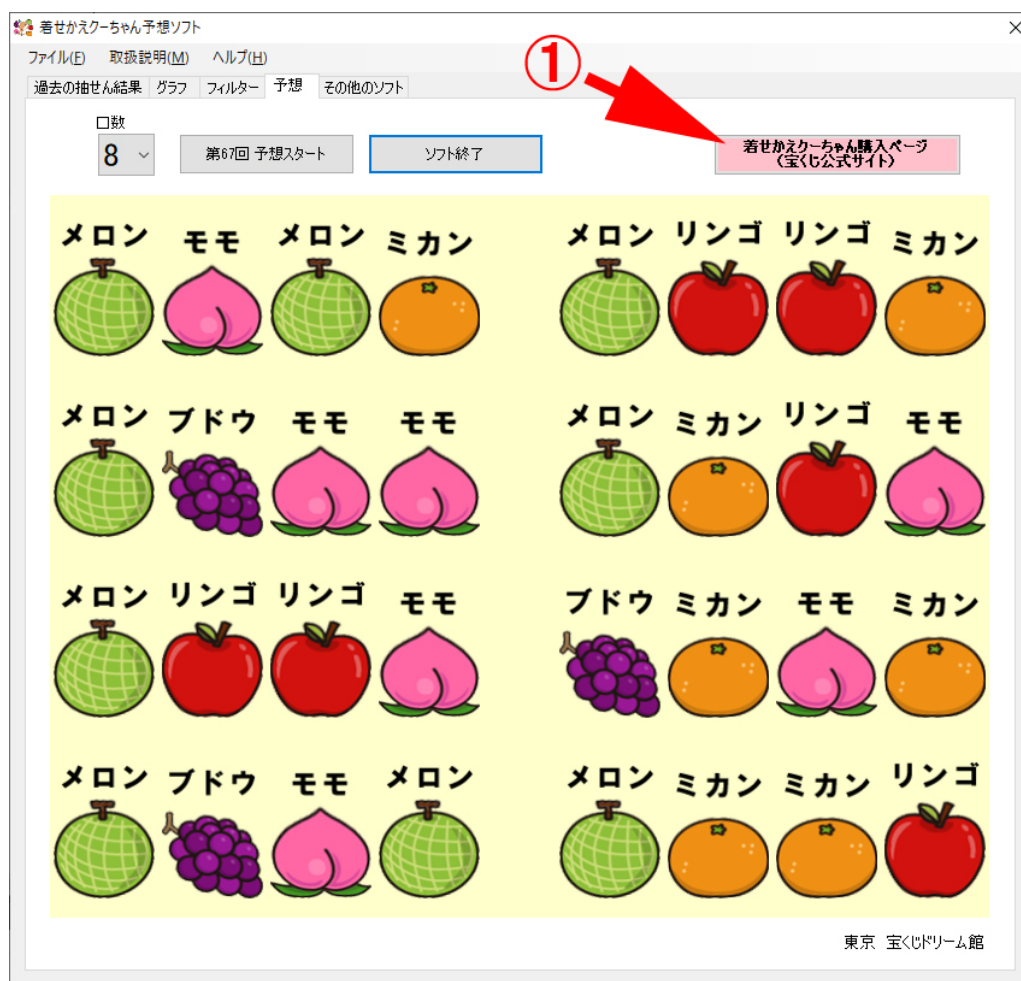 着せかえクーちゃん予想ソフト
ファイル(F) 取扱説明(M) ヘルプ(H)
①
過去の抽せん結果 グラフ フィルター 予想 その他のソフト
口数
8 第67回 予想スタート ソフト終了
着せかえクーちゃん購入ページ
(宝くじ公式サイト)
メロン モモ メロン ミカン メロン リンゴ リンゴ ミカン
メロン ブドウ モモ モモ メロン ミカン リンゴ モモ
メロン リンゴ リンゴ モモ ブドウ ミカン モモ ミカン
メロン ブドウ モモ メロン メロン ミカン ミカン リンゴ
東京 宝くじドリーム館